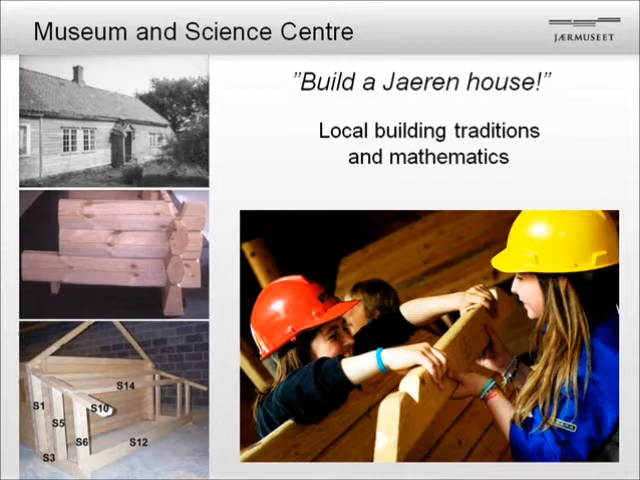 Museum and Science Centre
JÆRMUSEET
"Build a Jaeren house!"
Local building traditions
and mathematics
S14
S1
S10
S5
S6
S12
S3